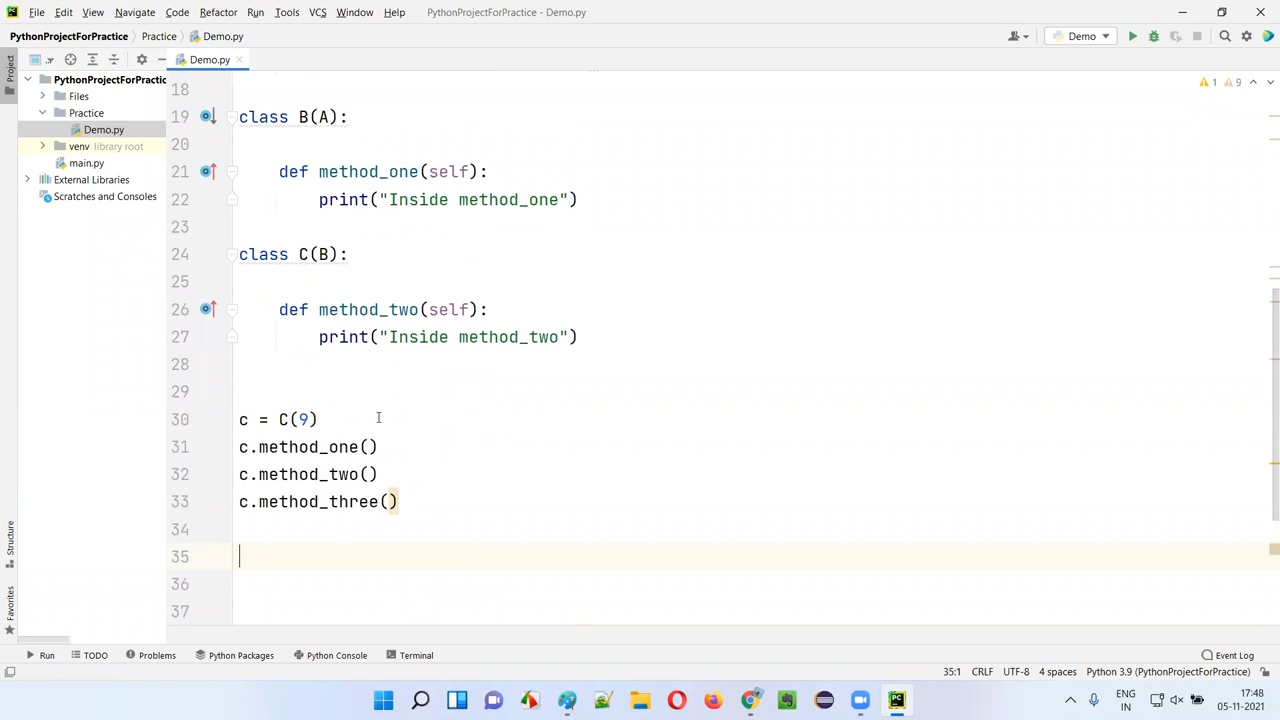 File Edit View Navigate Code Refactor Run Tools VCS Window Help PythonProjectForPractice - Demo.py
PythonProjectForPractice Practice Demo.py Demo
Project Demo.py
PythonProjectForPractic
Files
Practice
Demo.py
venv library root
main.py
External Libraries
Scratches and Consoles
1 9
18
19 class B(A):
20
21 def method_one(self):
22 print("Inside method_one")
23
24 class C(B):
25
26 def method_two(self):
27 print("Inside method_two")
28
29
30 c = C(9)
31 c.method_one()
32 c.method_two()
33 c.method_three()
34
35
36
37
Structure
Favorites
Run TODO Problems Python Packages Python Console Terminal Event Log
35:1 CRLF UTF-8 4 spaces Python 3.9 (PythonProjectForPractice)
ENG 17:48
IN 05-11-2021